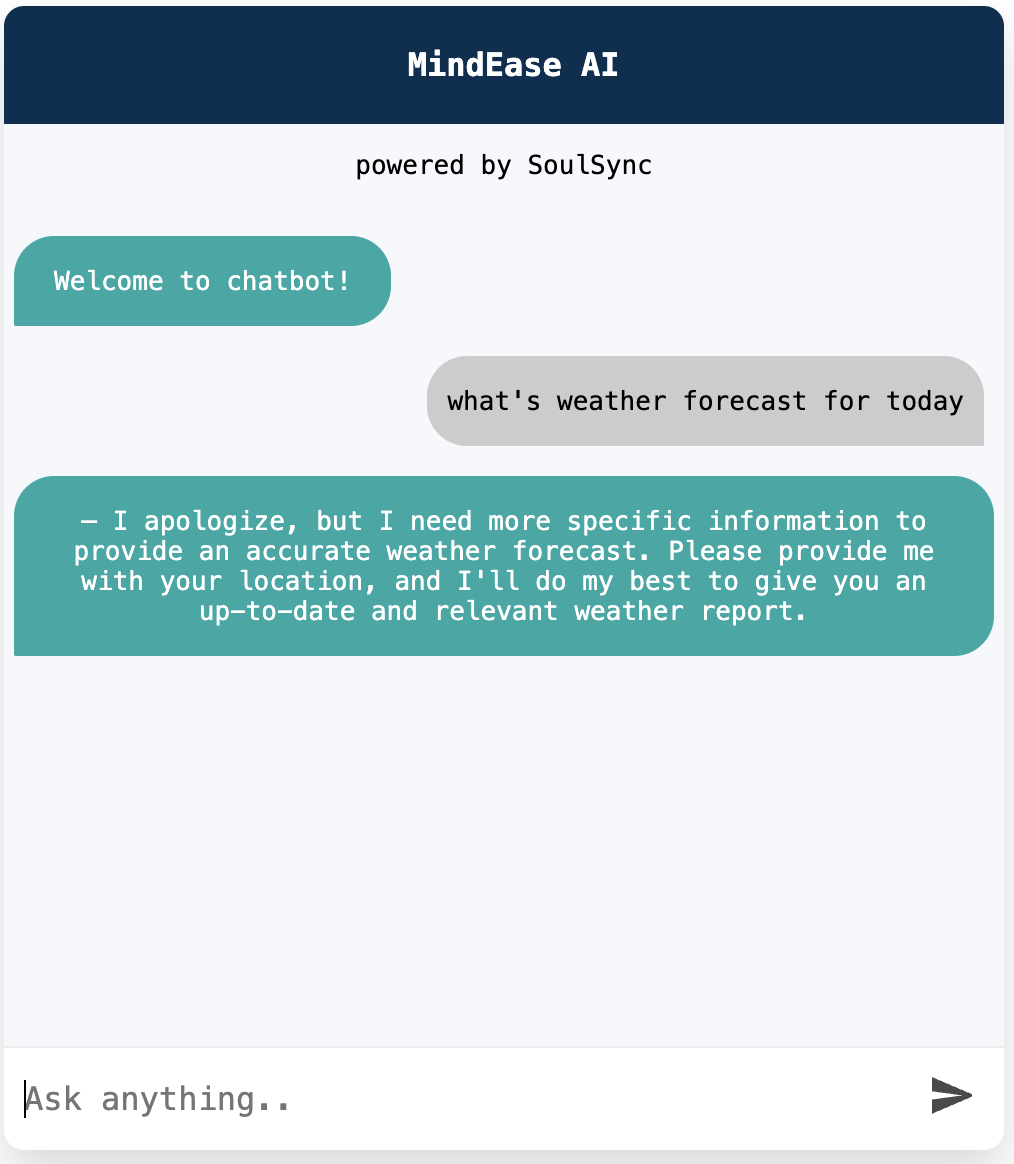 MindEase AI
powered by SoulSync
Welcome to chatbot!
what's weather forecast for today
– I apologize, but I need more specific information to
provide an accurate weather forecast. Please provide me
with your location, and I'll do my best to give you an
up-to-date and relevant weather report.
Ask anything..